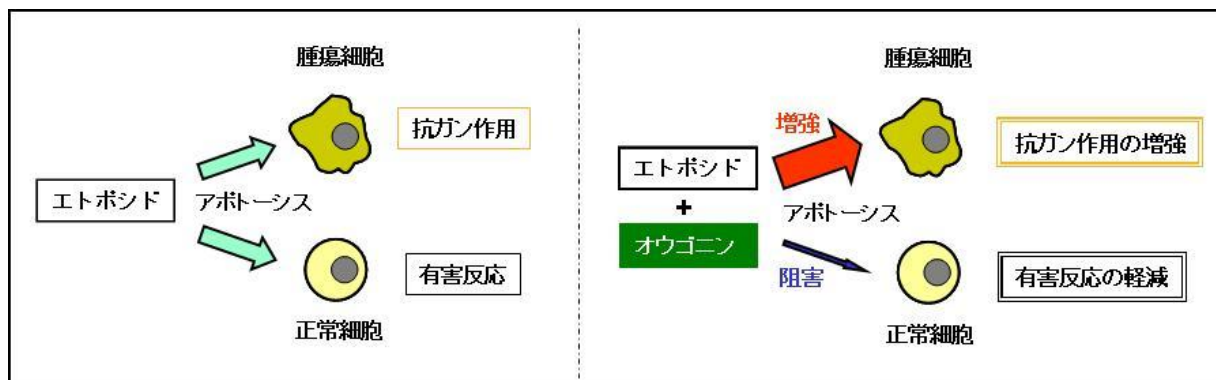 腫瘍細胞
抗ガン作用
エトポシド
アポトーシス
有害反応
正常細胞
腫瘍細胞
増強
抗ガン作用の増強
エトポシド
+
アポトーシス
オウゴニン
阻害
有害反応の軽減
正常細胞